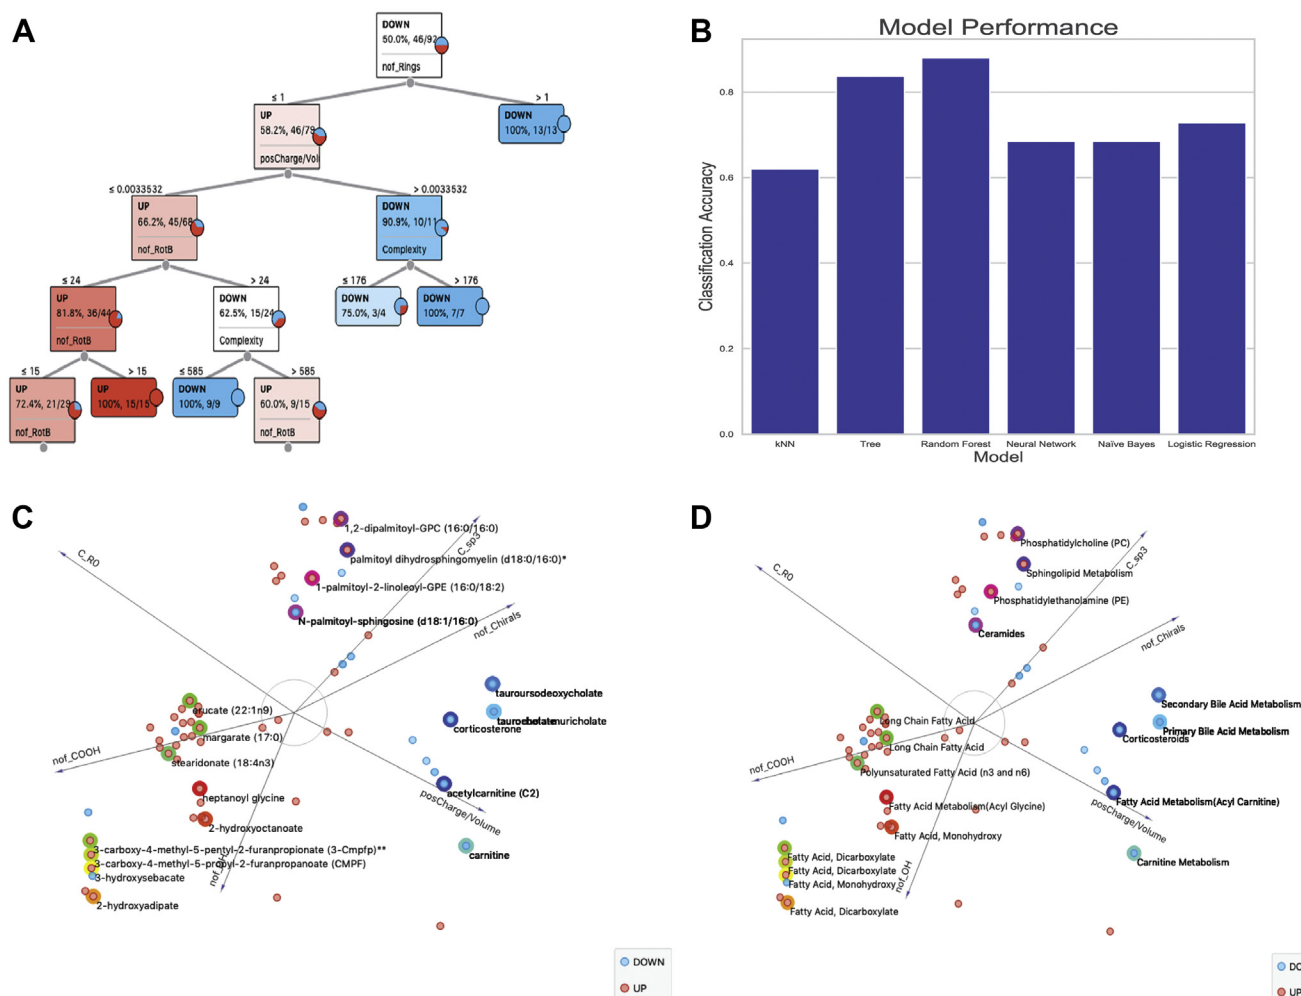 A
DOWN
50.0%, 46/92
nof_Rings
≤ 1
> 1
UP
58.2%, 46/79
posCharge/Vol
DOWN
100%, 13/13
≤ 0.0033532
> 0.0033532
UP
66.2%, 45/68
nof_RotB
DOWN
90.9%, 10/11
Complexity
≤ 24
> 24
≤ 176
> 176
UP
81.8%, 36/44
nof_RotB
DOWN
62.5%, 15/24
Complexity
DOWN
75.0%, 3/4
DOWN
100%, 7/7
≤ 15
> 15
≤ 585
> 585
UP
72.4%, 21/29
nof_RotB
UP
100%, 15/15
DOWN
100%, 9/9
UP
60.0%, 9/15
nof_RotB
B
Model Performance
Classification Accuracy
0.8
0.6
0.4
0.2
0.0
kNN
Tree
Random Forest
Neural Network
Naïve Bayes
Logistic Regression
Model
C
1,2-dipalmitoyl-GPC (16:0/16:0)
C_sp3
C_R0
palmitoyl dihydrosphingomyelin (d18:0/16:0)*
1-palmitoyl-2-linoleoyl-GPE (16:0/18:2)
N-palmitoyl-sphingosine (d18:1/16:0)
nof_Chirals
tauroursodeoxycholate
erucate (22:1n9)
corticosterone
margarate (17:0)
nof_COOH
stearidonate (18:4n3)
acetylcarnitine (C2)
heptanoyl glycine
posCharge/Volume
2-hydroxyoctanoate
3-carboxy-4-methyl-5-pentyl-2-furanpropionate (3-Cmpfp)**
carnitine
3-carboxy-4-methyl-5-propyl-2-furanpropanoate (CMPF)
nof_OH
3-hydroxysebacate
2-hydroxyadipate
DOWN
UP
D
Phosphatidylcholine (PC)
C_sp3
C_R0
Sphingolipid Metabolism
Phosphatidylethanolamine (PE)
Ceramides
nof_Chirals
Secondary Bile Acid Metabolism
Long Chain Fatty Acid
Primary Bile Acid Metabolism
Corticosteroids
Long Chain Fatty Acid
nof_COOH
Polyunsaturated Fatty Acid (n3 and n6)
Fatty Acid Metabolism(Acyl Carnitine)
Fatty Acid Metabolism(Acyl Glycine)
posCharge/Volume
Fatty Acid, Monohydroxy
Fatty Acid, Dicarboxylate
Carnitine Metabolism
Fatty Acid, Dicarboxylate
nof_OH
Fatty Acid, Monohydroxy
Fatty Acid, Dicarboxylate
DO
UP